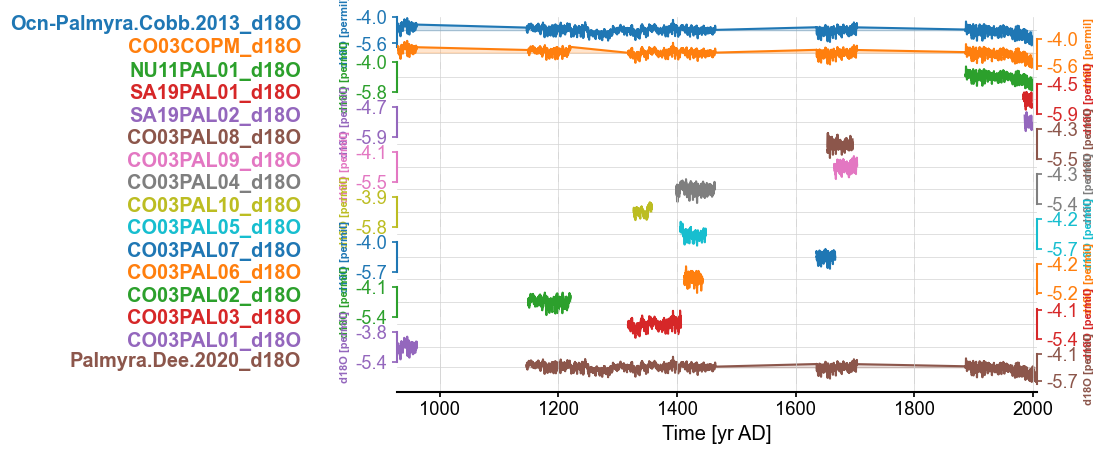 Ocn-Palmyra.Cobb.2013_d18O
CO03COPM_d18O
NU11PAL01_d18O
SA19PAL01_d18O
SA19PAL02_d18O
CO03PAL08_d18O
CO03PAL09_d18O
CO03PAL04_d18O
CO03PAL10_d18O
CO03PAL05_d18O
CO03PAL07_d18O
CO03PAL06_d18O
CO03PAL02_d18O
CO03PAL03_d18O
CO03PAL01_d18O
Palmyra.Dee.2020_d18O
-4.0
-5.6
-4.0
-5.8
-4.7
-5.9
-4.1
-5.5
-3.9
-5.8
-4.0
-5.7
-4.1
-5.4
-3.8
-5.4
d18O [permil]
-4.0
-5.6
-4.5
-5.9
-4.3
-5.5
-4.3
-5.4
-4.2
-5.7
-4.2
-5.2
-4.1
-5.4
-4.1
-5.7
d18O [permil]
1000
1200
1400
1600
1800
2000
Time [yr AD]